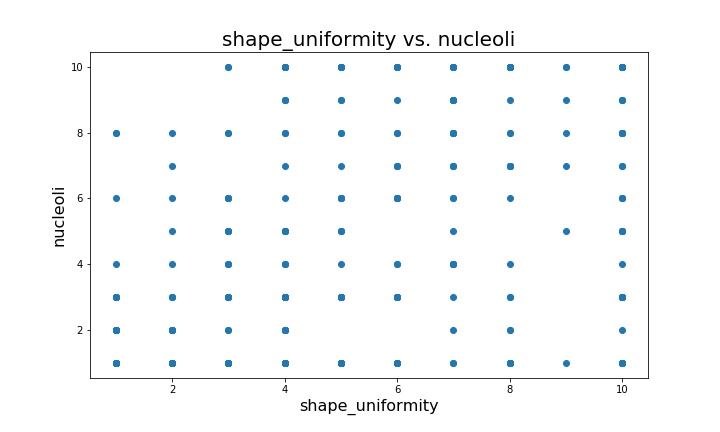 shape_uniformity vs. nucleoli
10
8
6
4
2
nucleoli
2 4 6 8 10
shape_uniformity